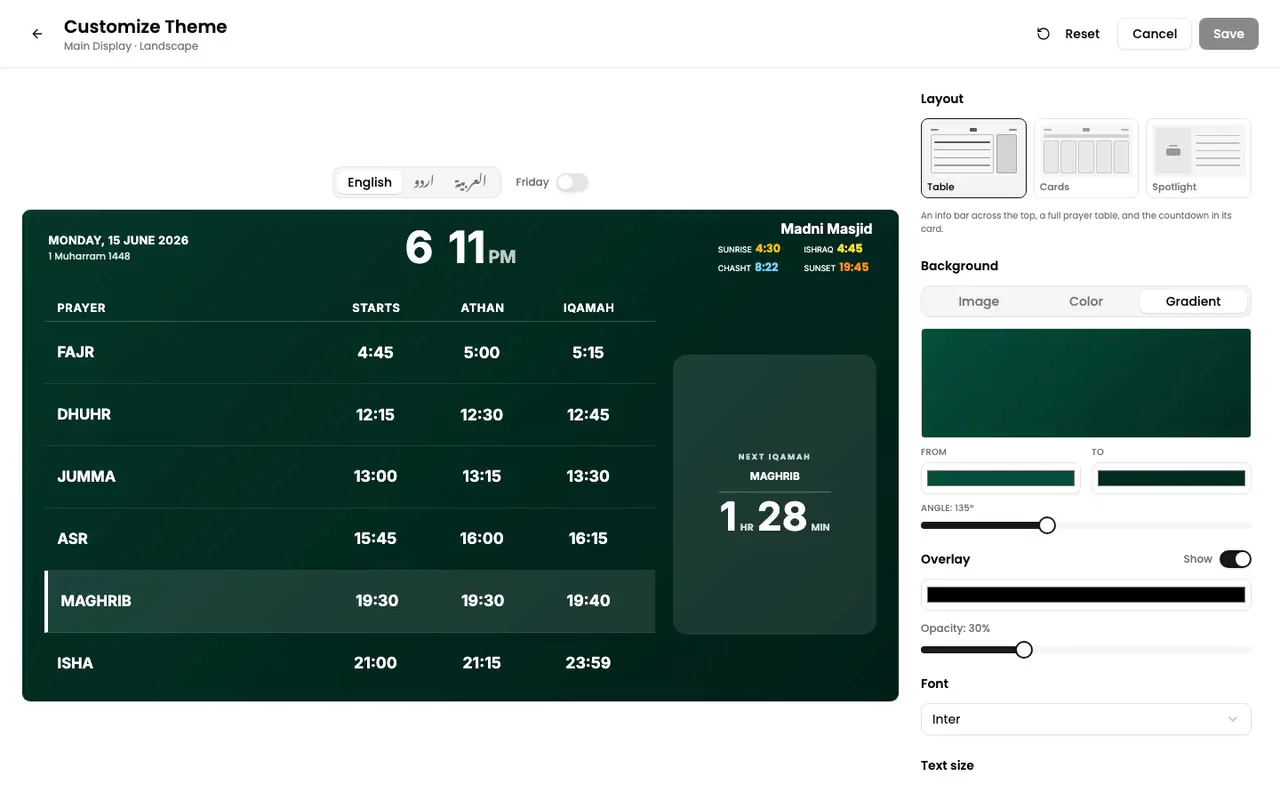 Customize Theme
Main Display · Landscape
Reset
Cancel
Save
English
اردو
العربية
Friday
MONDAY, 15 JUNE 2026
1 Muharram 1448
6 11 PM
Madni Masjid
SUNRISE 4:30 ISHRAQ 4:45
CHASHT 8:22 SUNSET 19:45
PRAYER STARTS ATHAN IQAMAH
FAJR 4:45 5:00 5:15
DHUHR 12:15 12:30 12:45
JUMMA 13:00 13:15 13:30
ASR 15:45 16:00 16:15
MAGHRIB 19:30 19:30 19:40
ISHA 21:00 21:15 23:59
NEXT IQAMAH
MAGHRIB
1 HR 28 MIN
Layout
Table Cards Spotlight
An info bar across the top, a full prayer table, and the countdown in its
card.
Background
Image Color Gradient
FROM TO
ANGLE: 135°
Overlay Show
Opacity: 30%
Font
Inter
Text size